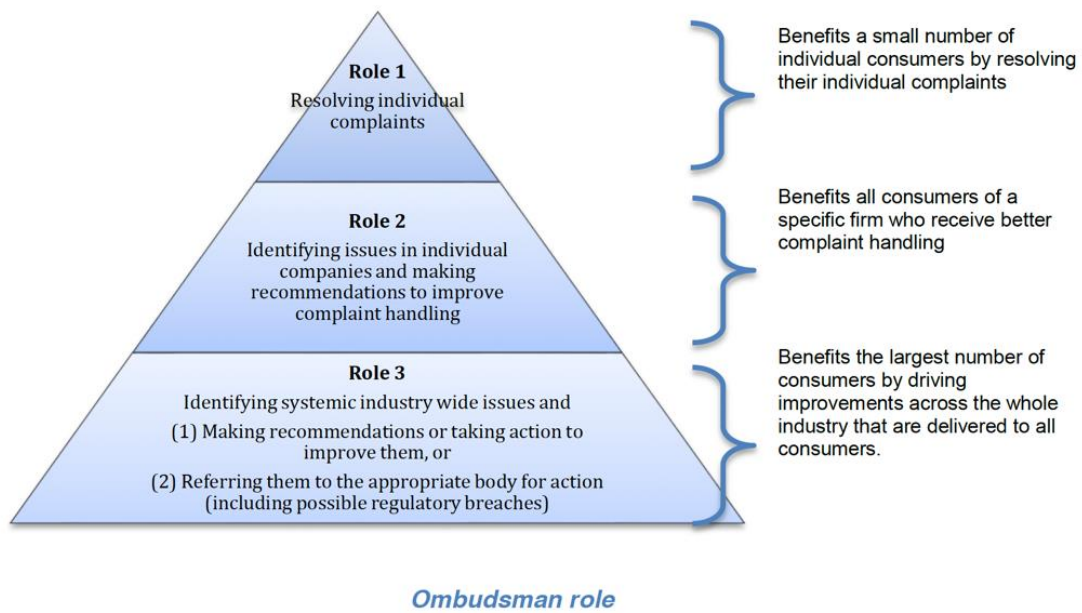 Role 1
Resolving individual
complaints
Benefits a small number of
individual consumers by resolving
their individual complaints
Role 2
Identifying issues in individual
companies and making
recommendations to improve
complaint handling
Benefits all consumers of a
specific firm who receive better
complaint handling
Role 3
Identifying systemic industry wide issues and
(1) Making recommendations or taking action to
improve them, or
(2) Referring them to the appropriate body for action
(including possible regulatory breaches)
Benefits the largest number of
consumers by driving
improvements across the whole
industry that are delivered to all
consumers.
Ombudsman role